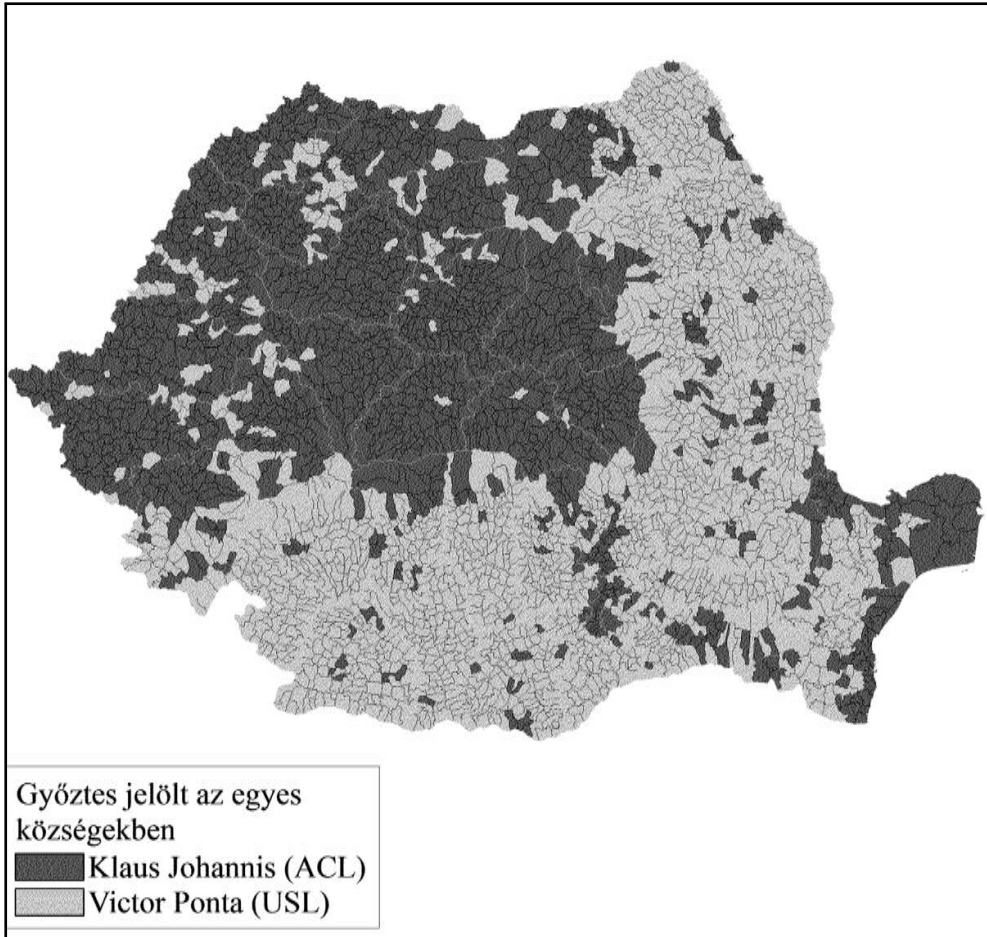 Győztes jelölt az egyes
községekben
Klaus Johannis (ACL)
Victor Ponta (USL)